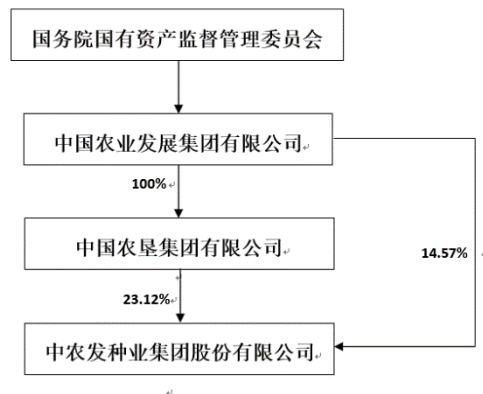 国务院国有资产监督管理委员会
中国农业发展集团有限公司
100%
中国农垦集团有限公司
14.57%
23.12%
中农发种业集团股份有限公司